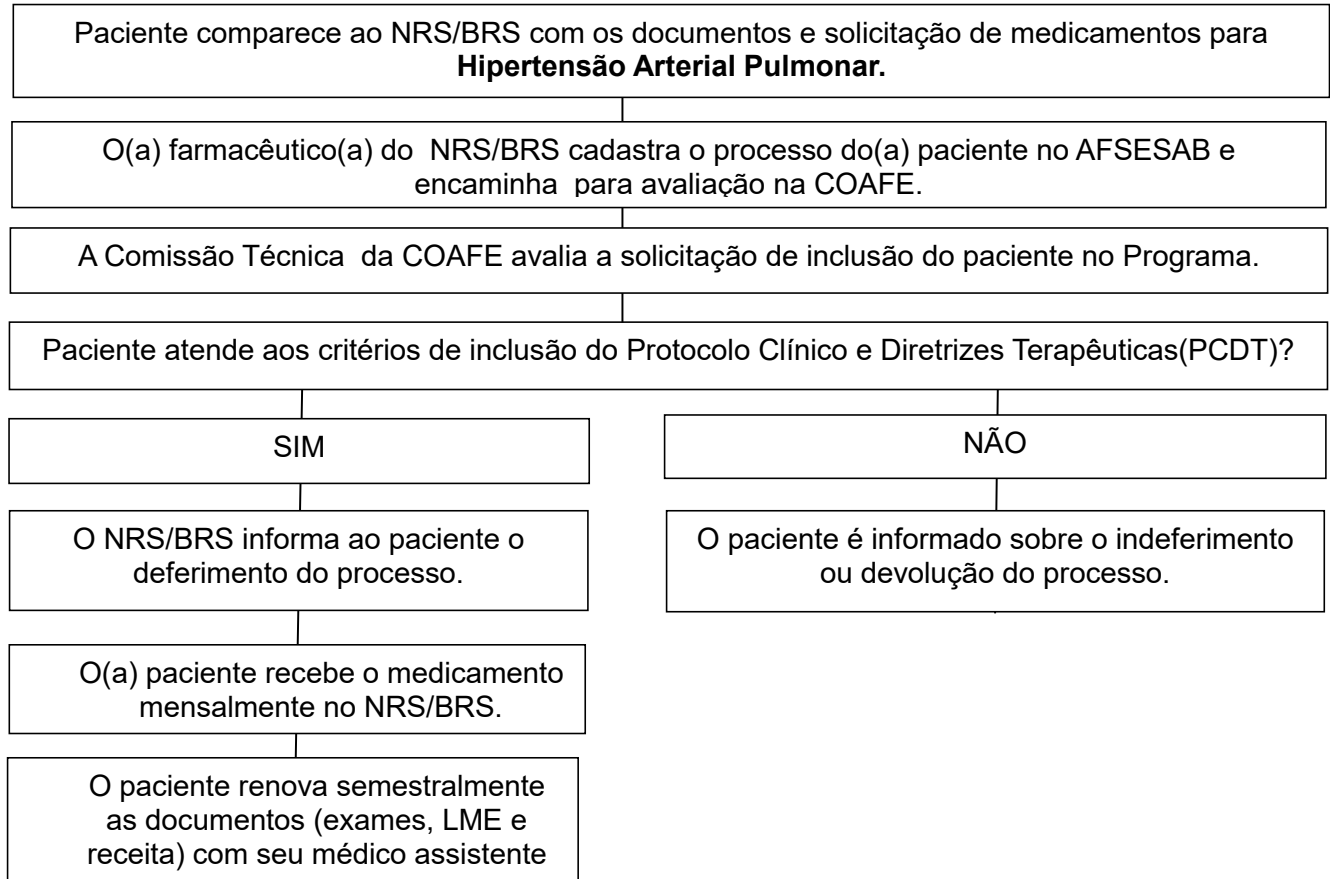 Paciente comparece ao NRS/BRS com os documentos e solicitação de medicamentos para
Hipertensão Arterial Pulmonar.
O(a) farmacêutico(a) do NRS/BRS cadastra o processo do(a) paciente no AFSESAB e
encaminha para avaliação na COAFE.
A Comissão Técnica da COAFE avalia a solicitação de inclusão do paciente no Programa.
Paciente atende aos critérios de inclusão do Protocolo Clínico e Diretrizes Terapêuticas(PCDT)?
SIM
NÃO
O NRS/BRS informa ao paciente o
deferimento do processo.
O paciente é informado sobre o indeferimento
ou devolução do processo.
O(a) paciente recebe o medicamento
mensalmente no NRS/BRS.
O paciente renova semestralmente
as documentos (exames, LME e
receita) com seu médico assistente